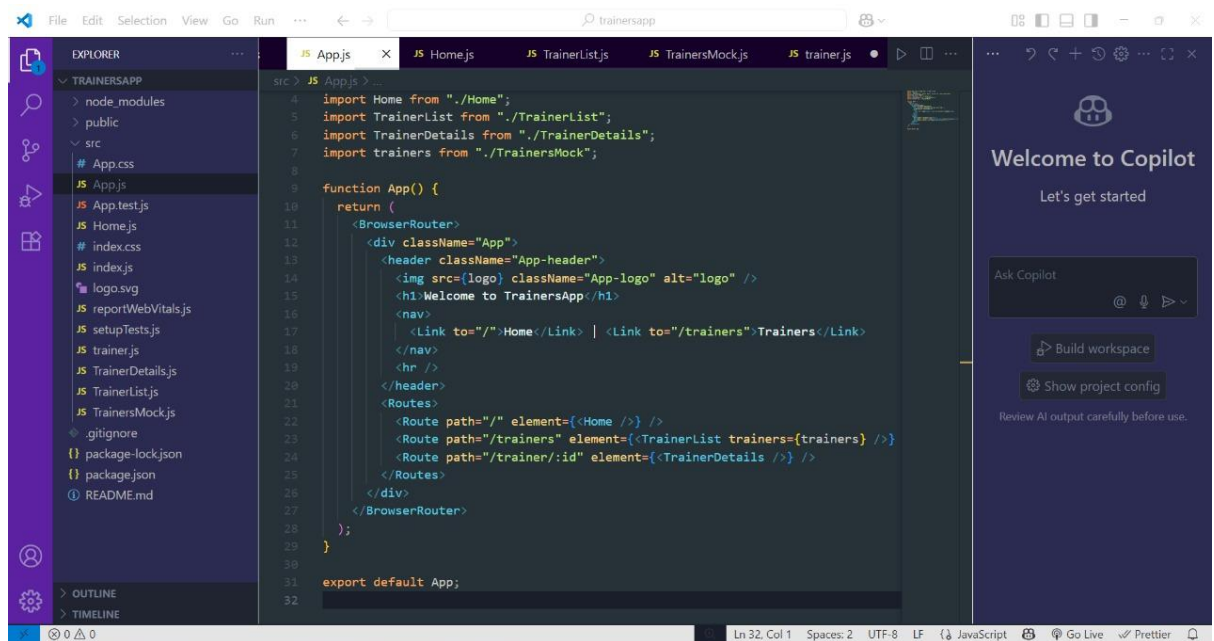 File Edit Selection View Go Run ··· trainersapp
EXPLORER ···
TRAINERSAPP
node_modules
public
src
# App.css
JS App.js
JS App.test.js
JS Home.js
# index.css
JS index.js
logo.svg
JS reportWebVitals.js
JS setupTests.js
JS trainer.js
JS TrainerDetails.js
JS TrainerList.js
JS TrainersMock.js
.gitignore
{} package-lock.json
{} package.json
README.md
OUTLINE
TIMELINE
JS App.js × JS Home.js JS TrainerList.js JS TrainersMock.js JS trainer.js ● ···
src > JS App.js > ...
4 import Home from "./Home";
5 import TrainerList from "./TrainerList";
6 import TrainerDetails from "./TrainerDetails";
7 import trainers from "./TrainersMock";
8
9 function App() {
10 return (
11 <BrowserRouter>
12 <div className="App">
13 <header className="App-header">
14 <img src={logo} className="App-logo" alt="logo" />
15 <h1>Welcome to TrainersApp</h1>
16 <nav>
17 <Link to="/">Home</Link> | <Link to="/trainers">Trainers</Link>
18 </nav>
19 <hr />
20 </header>
21 <Routes>
22 <Route path="/" element={<Home />} />
23 <Route path="/trainers" element={<TrainerList trainers={trainers} />}
24 <Route path="/trainer/:id" element={<TrainerDetails />} />
25 </Routes>
26 </div>
27 </BrowserRouter>
28 );
29 }
30
31 export default App;
32
Welcome to Copilot
Let's get started
Ask Copilot
@
Build workspace
Show project config
Review AI output carefully before use.
1
0 0 Ln 32, Col 1 Spaces: 2 UTF-8 LF JavaScript Go Live Prettier